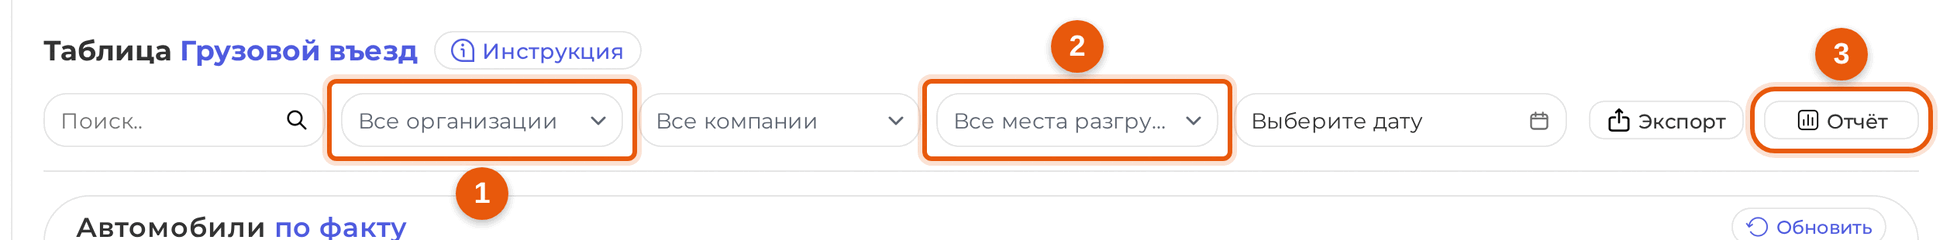 Таблица Грузовой въезд Инструкция 2 3
Поиск.. Все организации Все компании Все места разгру... Выберите дату Экспорт Отчёт
1
Автомобили по факту Обновить